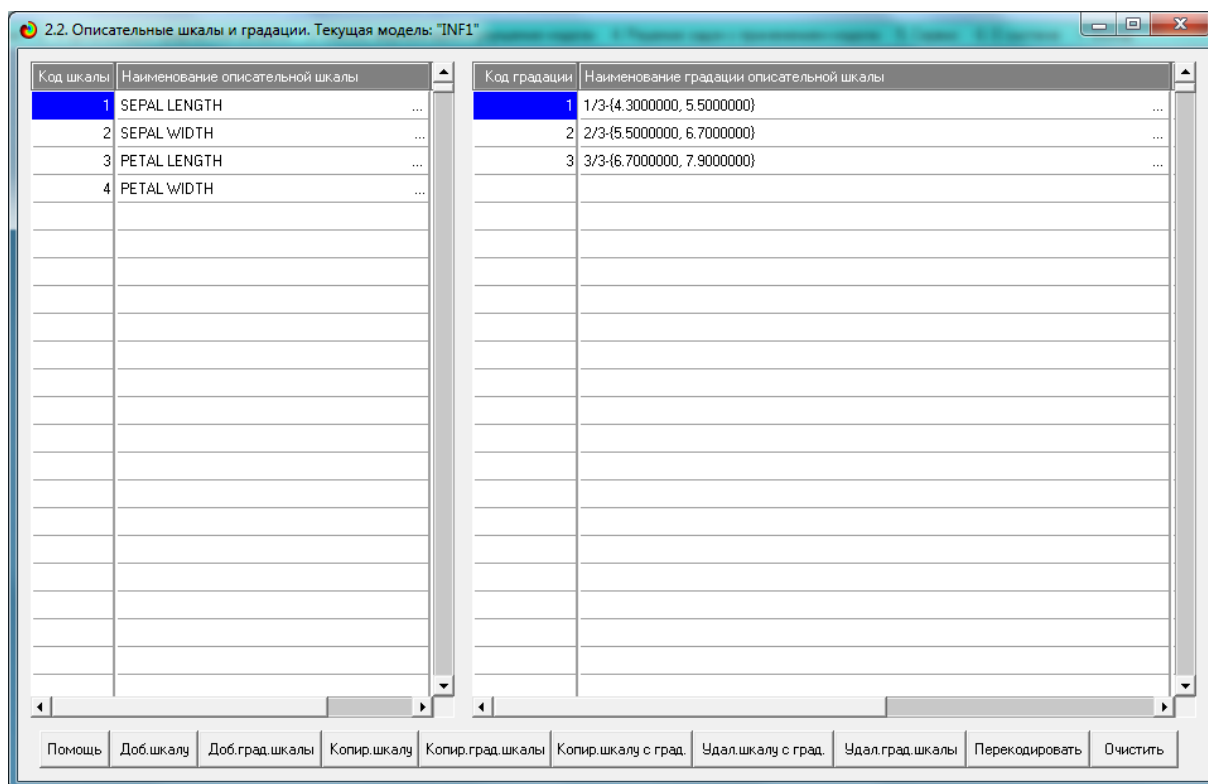 2.2. Описательные шкалы и градации. Текущая модель: "INF1"
Код шкалы Наименование описательной шкалы
1 SEPAL LENGTH ...
2 SEPAL WIDTH ...
3 PETAL LENGTH ...
4 PETAL WIDTH ...
Код градации Наименование градации описательной шкалы
1 1/3-{4.3000000, 5.5000000} ...
2 2/3-{5.5000000, 6.7000000} ...
3 3/3-{6.7000000, 7.9000000} ...
Помощь Доб.шкалу Доб.град.шкалы Копир.шкалу Копир.град.шкалы Копир.шкалу с град. Удал.шкалу с град. Удал.град.шкалы Перекодировать Очистить